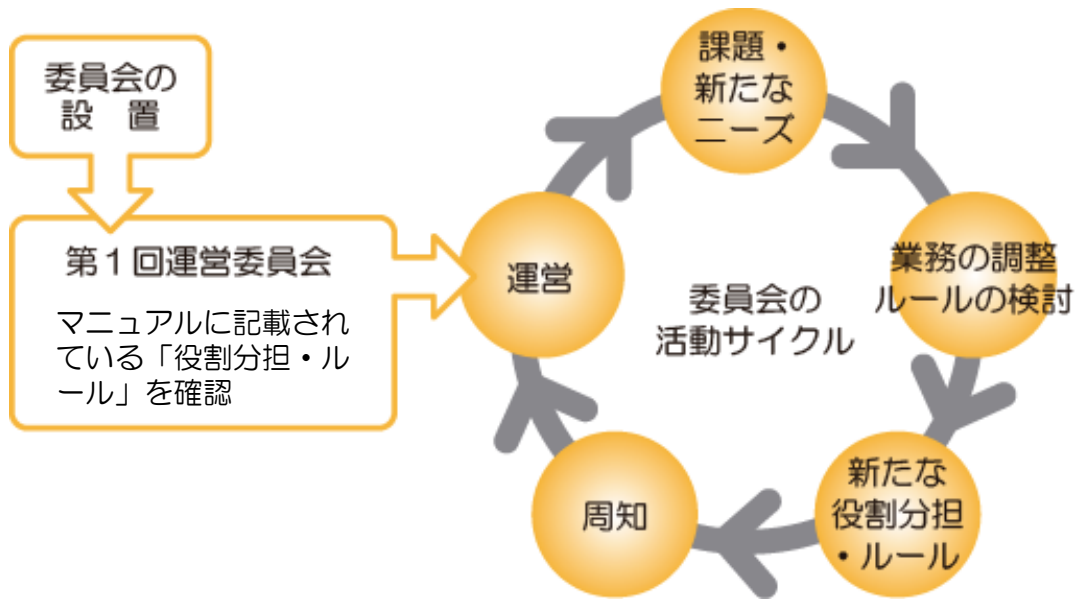 委員会の
設　置
第１回運営委員会
マニュアルに記載され
ている「役割分担・ル
ール」を確認
運営
課題・
新たな
ニーズ
業務の調整
ルールの検討
新たな
役割分担
・ルール
周知
委員会の
活動サイクル